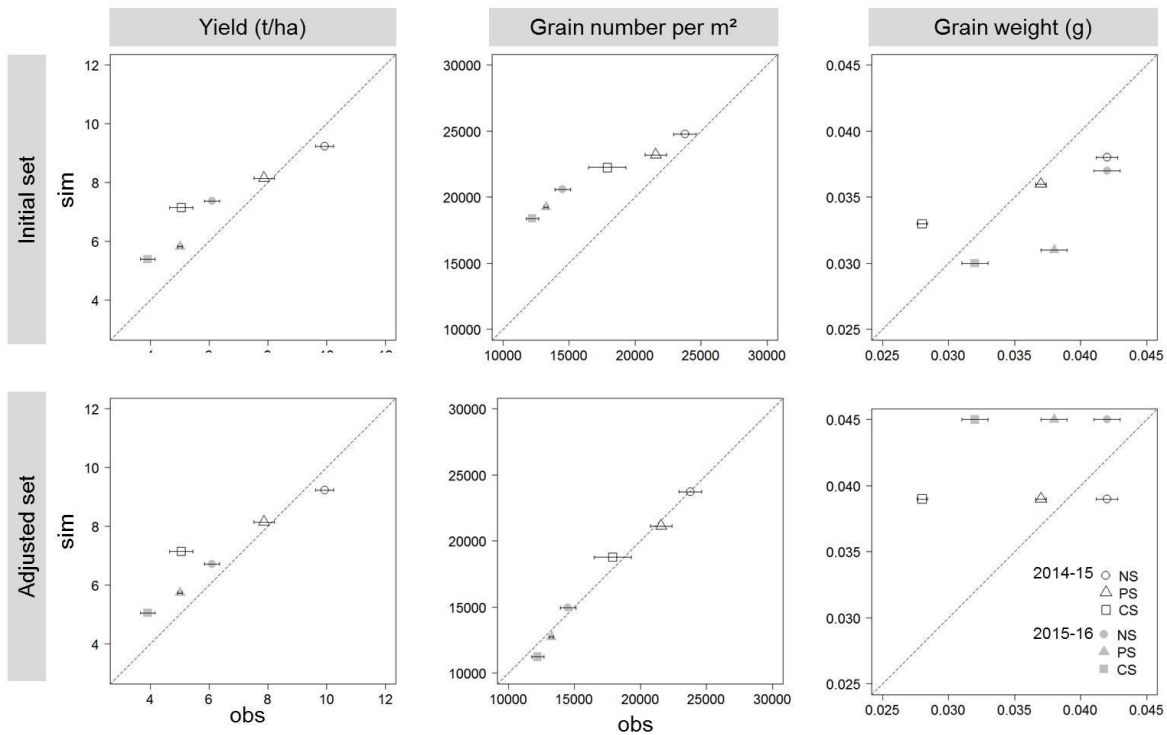 Yield (t/ha)
Grain number per m²
Grain weight (g)
Initial set
sim
12
10
8
6
4
4 6 8 10 12
30000
25000
20000
15000
10000
10000 15000 20000 25000 30000
0.045
0.040
0.035
0.030
0.025
0.025 0.030 0.035 0.040 0.045
Adjusted set
sim
12
10
8
6
4
4 6 8 10 12
obs
30000
25000
20000
15000
10000
10000 15000 20000 25000 30000
obs
0.045
0.040
0.035
0.030
0.025
0.025 0.030 0.035 0.040 0.045
2014-15 NS
PS
CS
2015-16 NS
PS
CS